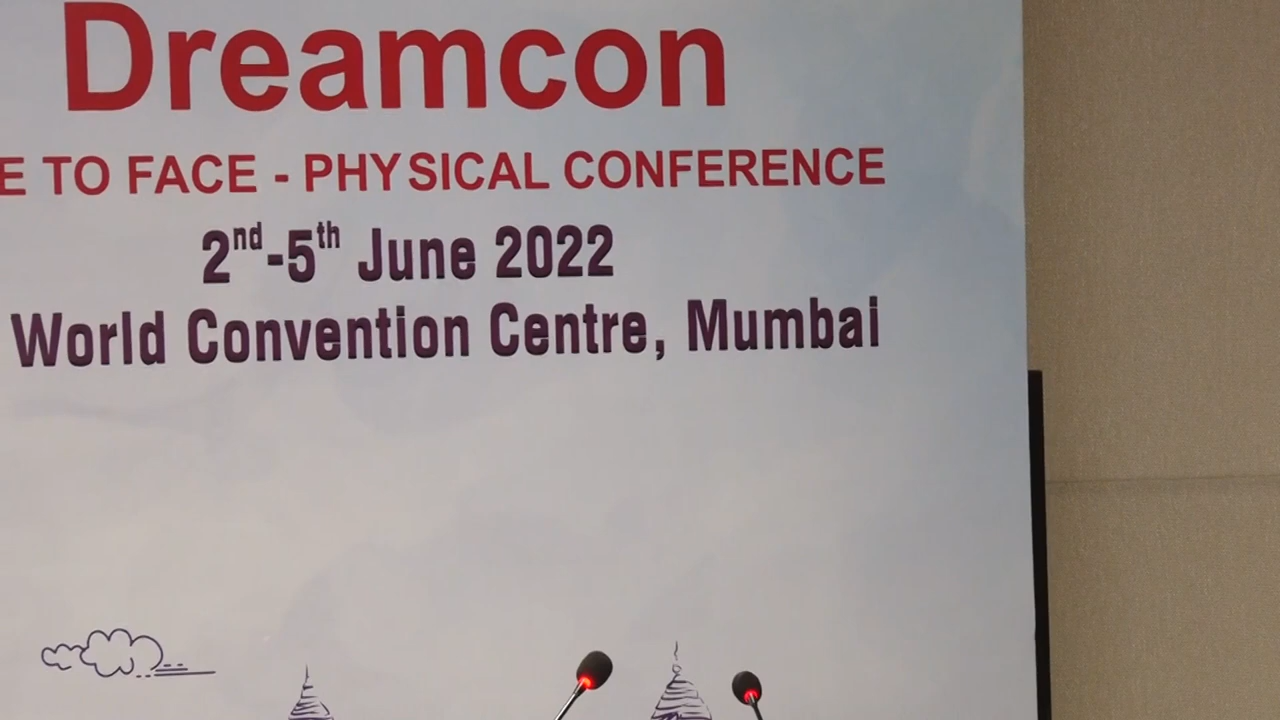 Dreamcon
E TO FACE - PHYSICAL CONFERENCE
2nd-5th June 2022
World Convention Centre, Mumbai